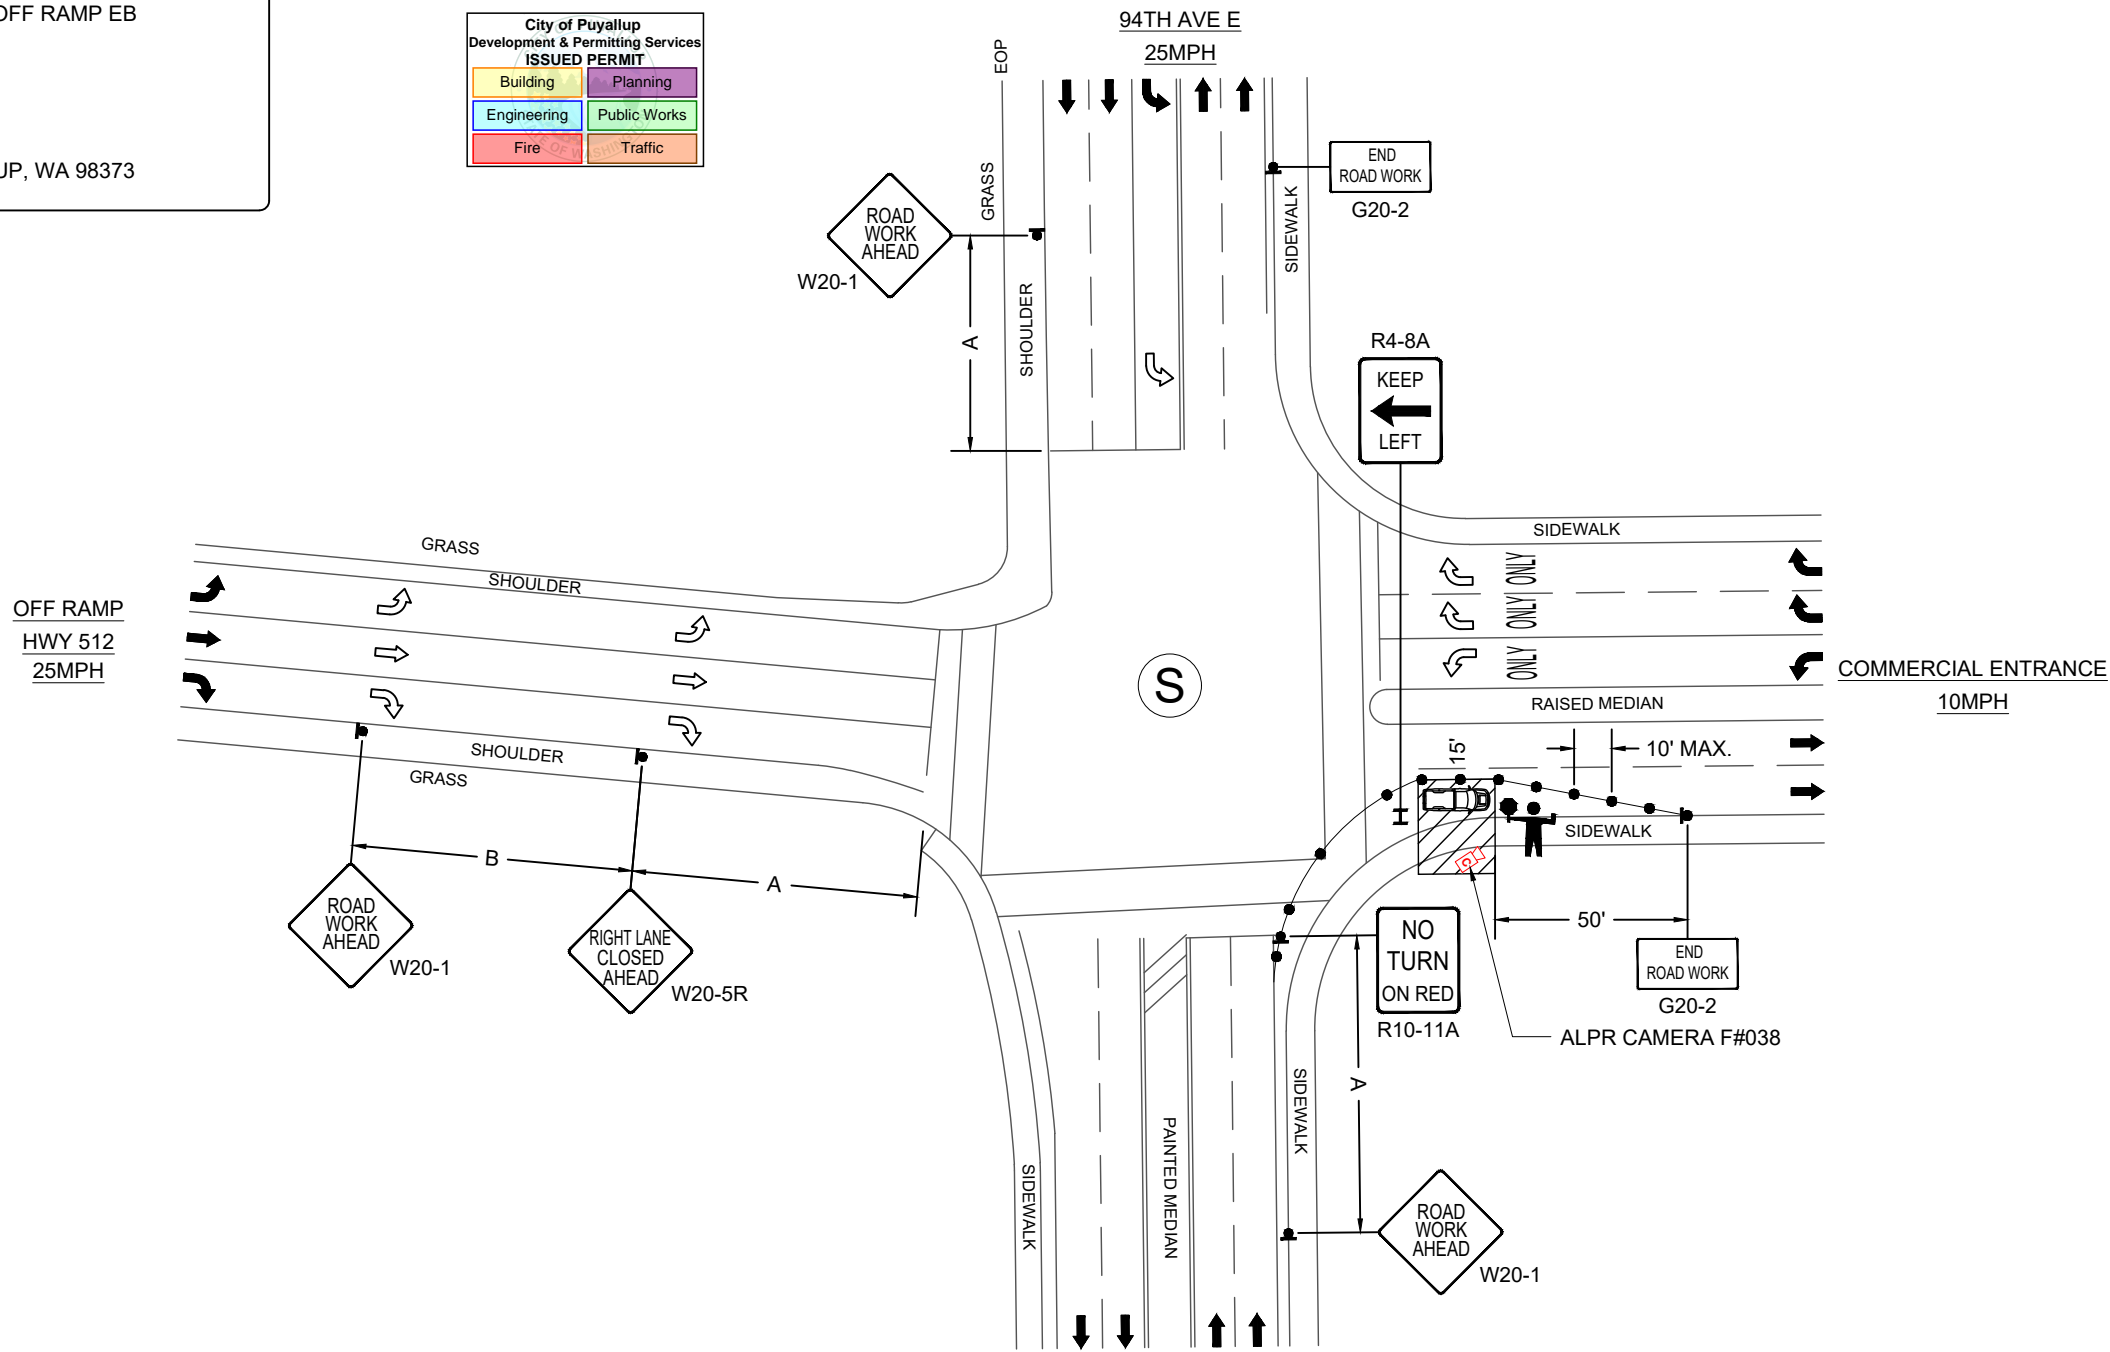 OFF RAMP EB
UP, WA 98373
City of Puyallup
Development & Permitting Services
ISSUED PERMIT
Building
Planning
Engineering
Public Works
Fire
Traffic
94TH AVE E
25MPH
EOP
GRASS
SHOULDER
SIDEWALK
END
ROAD WORK
G20-2
ROAD
WORK
AHEAD
W20-1
A
R4-8A
KEEP
LEFT
GRASS
SHOULDER
SIDEWALK
OFF RAMP
HWY 512
25MPH
ONLY
ONLY
ONLY
S
RAISED MEDIAN
COMMERCIAL ENTRANCE
10MPH
SHOULDER
GRASS
15'
10' MAX.
SIDEWALK
B
A
ROAD
WORK
AHEAD
W20-1
RIGHT LANE
CLOSED
AHEAD
W20-5R
C
50'
NO
TURN
ON RED
R10-11A
END
ROAD WORK
G20-2
ALPR CAMERA F#038
A
SIDEWALK
PAINTED MEDIAN
SIDEWALK
ROAD
WORK
AHEAD
W20-1